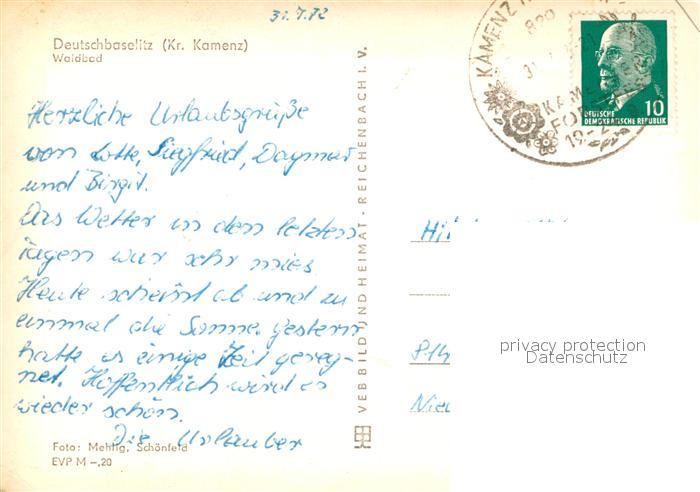 31.7.72
Deutschbaselitz (Kr. Kamenz)
Waldbad
Herzliche Urlaubsgrüße
von Lotte, Siegfried, Dagmar
und Birgit.
Das Wetter in den letzten
Tagen war sehr mies
Heute scheint ab und zu
einmal die Sonne. Gestern
hatte es einige Zeit gereg-
net. Hoffentlich wird es
wieder schön.
Die Urlauber
Foto: Mehlig, Schönfeld
EVP M -,20
VEB BILD UND HEIMAT · REICHENBACH I. V.
KAMENZ
DEUTSCHE
DEMOKRATISCHE REPUBLIK
10
privacy protection
Datenschutz